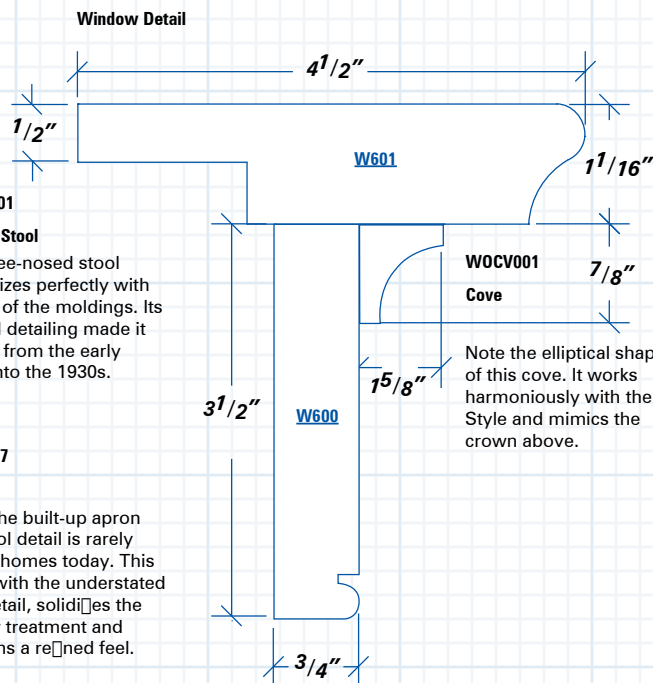 Window Detail
4 1/2"
1/2"
W601
1 1/16"
01
Stool
ee-nosed stool
izes perfectly with
of the moldings. Its
l detailing made it
from the early
nto the 1930s.
WOCV001
Cove
7/8"
Note the elliptical shap
of this cove. It works
harmoniously with the
Style and mimics the
crown above.
1 5/8"
3 1/2"
W600
7
he built-up apron
ol detail is rarely
homes today. This
with the understated
etail, solidi▯es the
r treatment and
ns a re▯ned feel.
3/4"